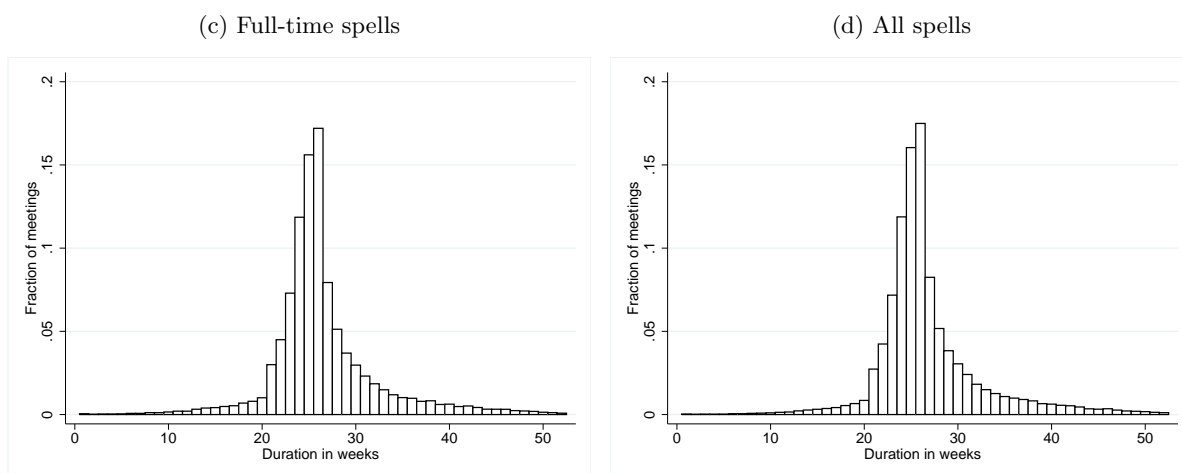 (c) Full-time spells
.2
.15
.1
.05
0
Fraction of meetings
0 10 20 30 40 50
Duration in weeks
(d) All spells
.2
.15
.1
.05
0
Fraction of meetings
0 10 20 30 40 50
Duration in weeks